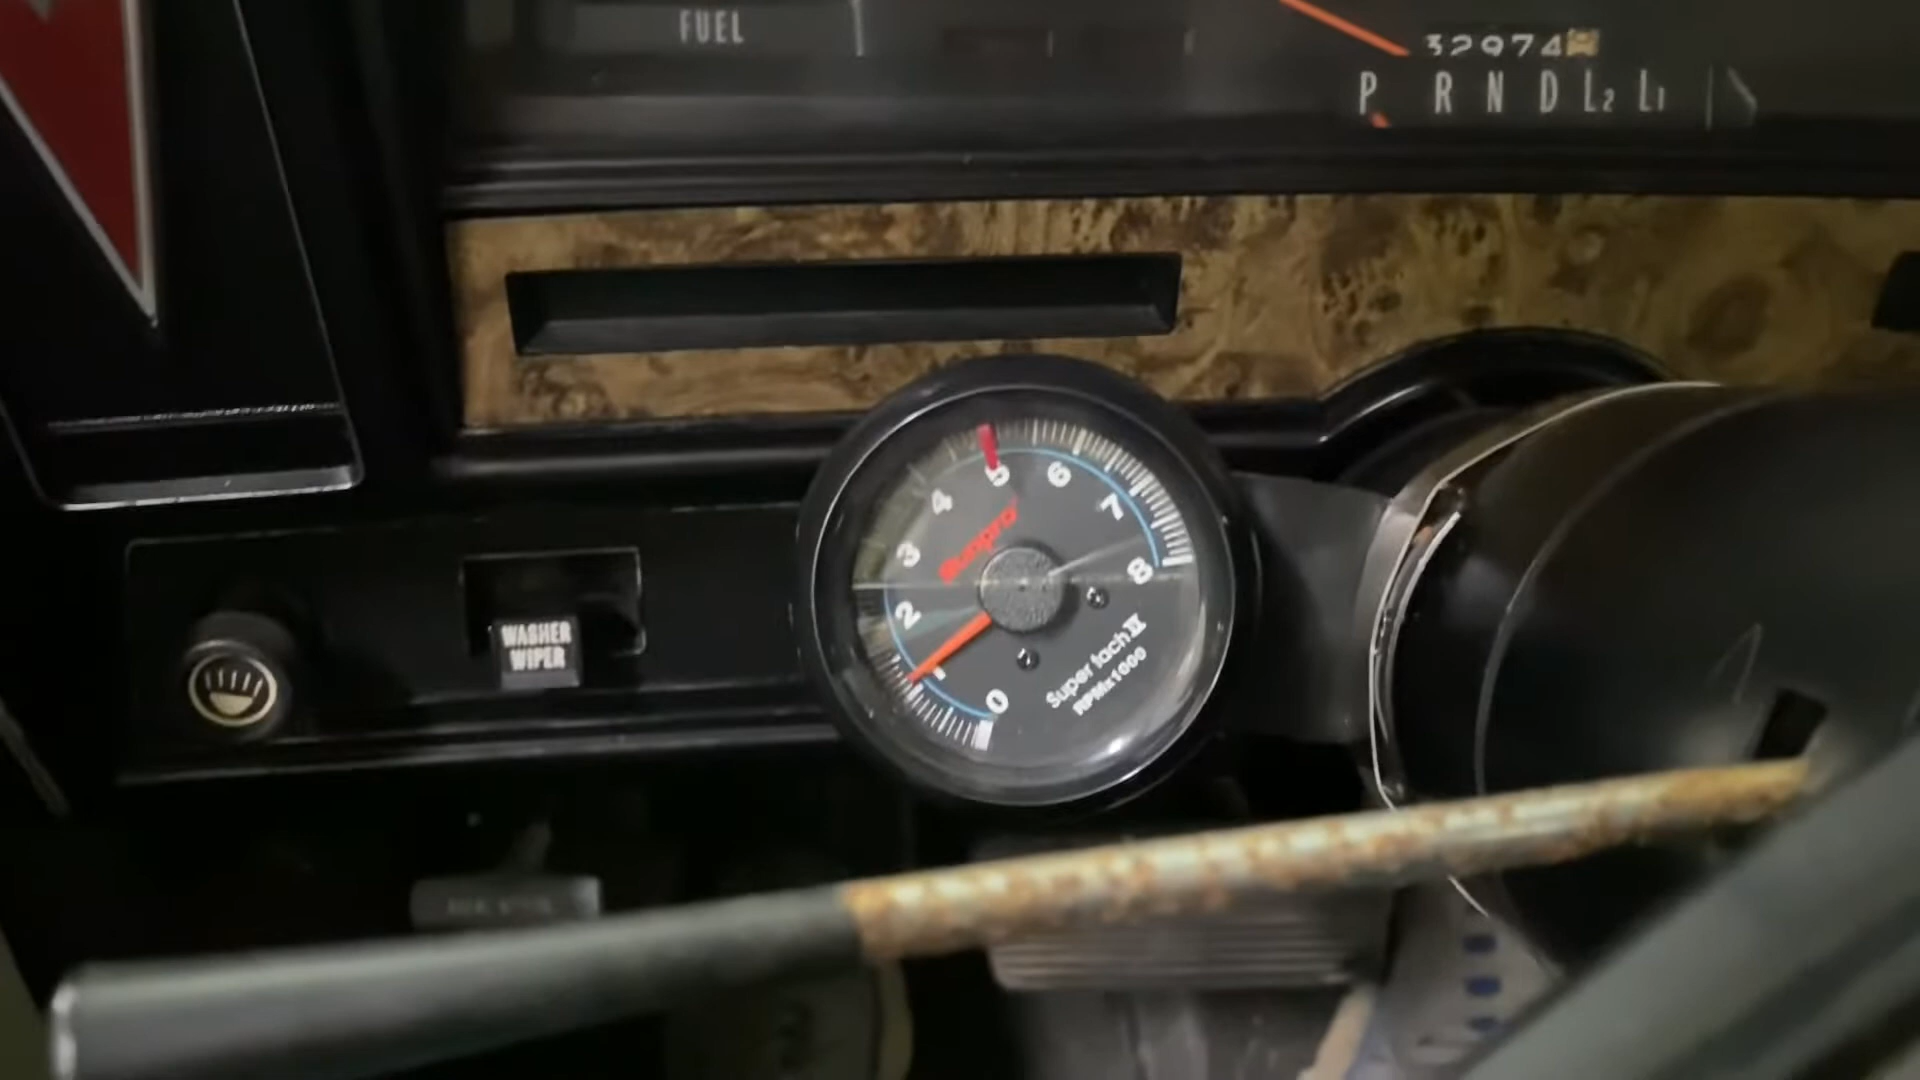 FUEL
32974
P R N D L2 L1
WASHER
WIPER
0 1 2 3 4 5 6 7 8
Sunpro
Super tach II
RPMx1000